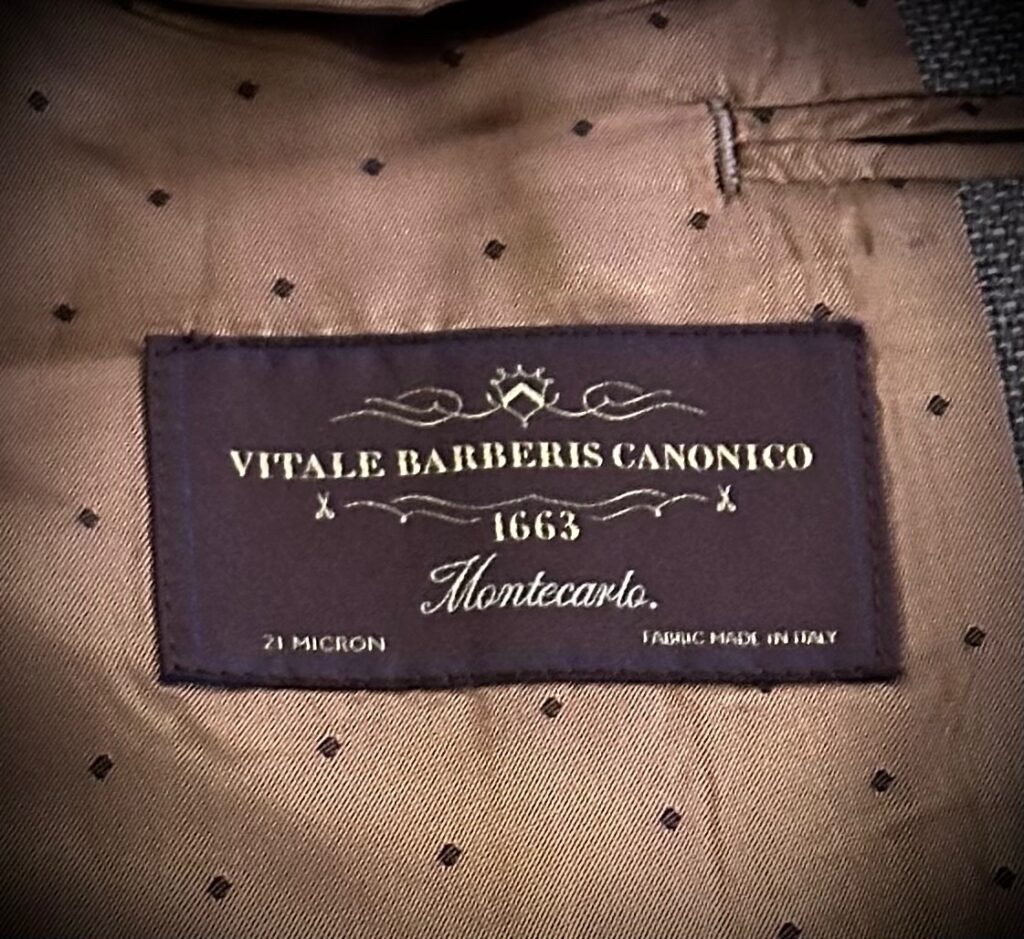 VITALE BARBERIS CANONICO
1663
Montecarlo.
21 MICRON
FABRIC MADE IN ITALY